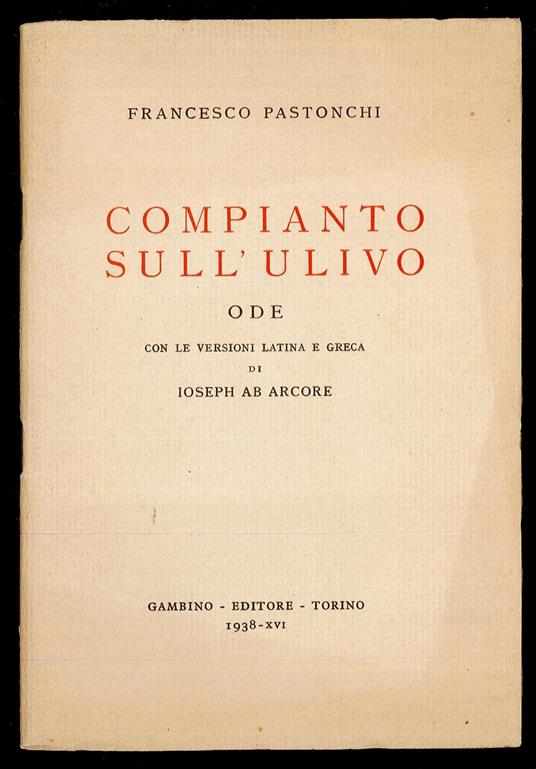 FRANCESCO PASTONCHI
COMPIANTO
SULL'ULIVO
ODE
CON LE VERSIONI LATINA E GRECA
DI
IOSEPH AB ARCORE
GAMBINO - EDITORE - TORINO
1938-XVI